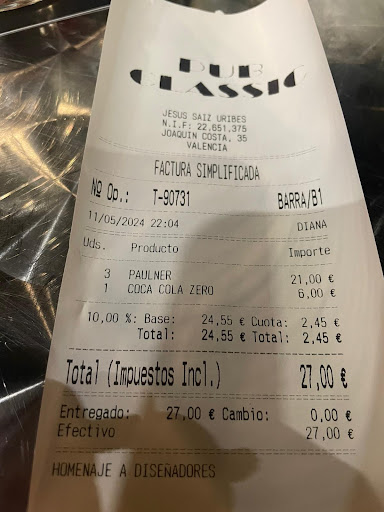 PUB
CLASSIC
JESUS SAIZ URIBES
N.I.F: 22.651.375
JOAQUIN COSTA, 35
VALENCIA
FACTURA SIMPLIFICADA
Nº Op.: T-90731 BARRA/B1
11/05/2024 22:04 DIANA
Uds. Producto Importe
3 PAULNER 21,00 €
1 COCA COLA ZERO 6,00 €
10,00 %: Base: 24,55 € Cuota: 2,45 €
Total: 24,55 € Total: 2,45 €
Total (Impuestos Incl.) 27,00 €
Entregado: 27,00 € Cambio: 0,00 €
Efectivo 27,00 €
HOMENAJE A DISEÑADORES